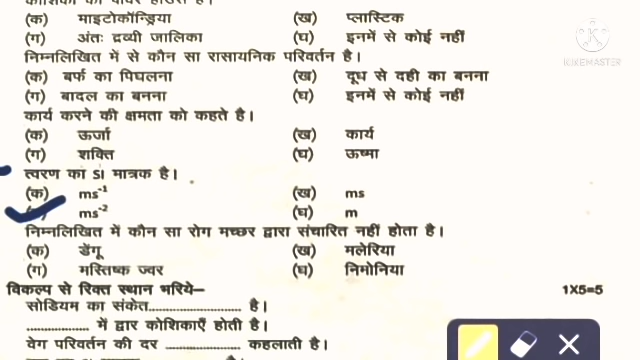 कोशिका का पावर हाउस है।
(क) माइटोकॉन्ड्रिया (ख) प्लास्टिक
(ग) अंतः द्रव्यी जालिका (घ) इनमें से कोई नहीं
निम्नलिखित में से कौन सा रासायनिक परिवर्तन है।
(क) बर्फ का पिघलना (ख) दूध से दही का बनना
(ग) बादल का बनना (घ) इनमें से कोई नहीं
कार्य करने की क्षमता को कहते है।
(क) ऊर्जा (ख) कार्य
(ग) शक्ति (घ) ऊष्मा
त्वरण का SI मात्रक है।
(क) ms⁻¹ (ख) ms
ms⁻² (घ) m
निम्नलिखित में कौन सा रोग मच्छर द्वारा संचारित नहीं होता है।
(क) डेंगू (ख) मलेरिया
(ग) मस्तिष्क ज्वर (घ) निमोनिया
विकल्प से रिक्त स्थान भरिये— 1X5=5
सोडियम का संकेत........................ है।
................ में द्वार कोशिकाएँ होती है।
वेग परिवर्तन की दर ................... कहलाती है।
KINEMASTER